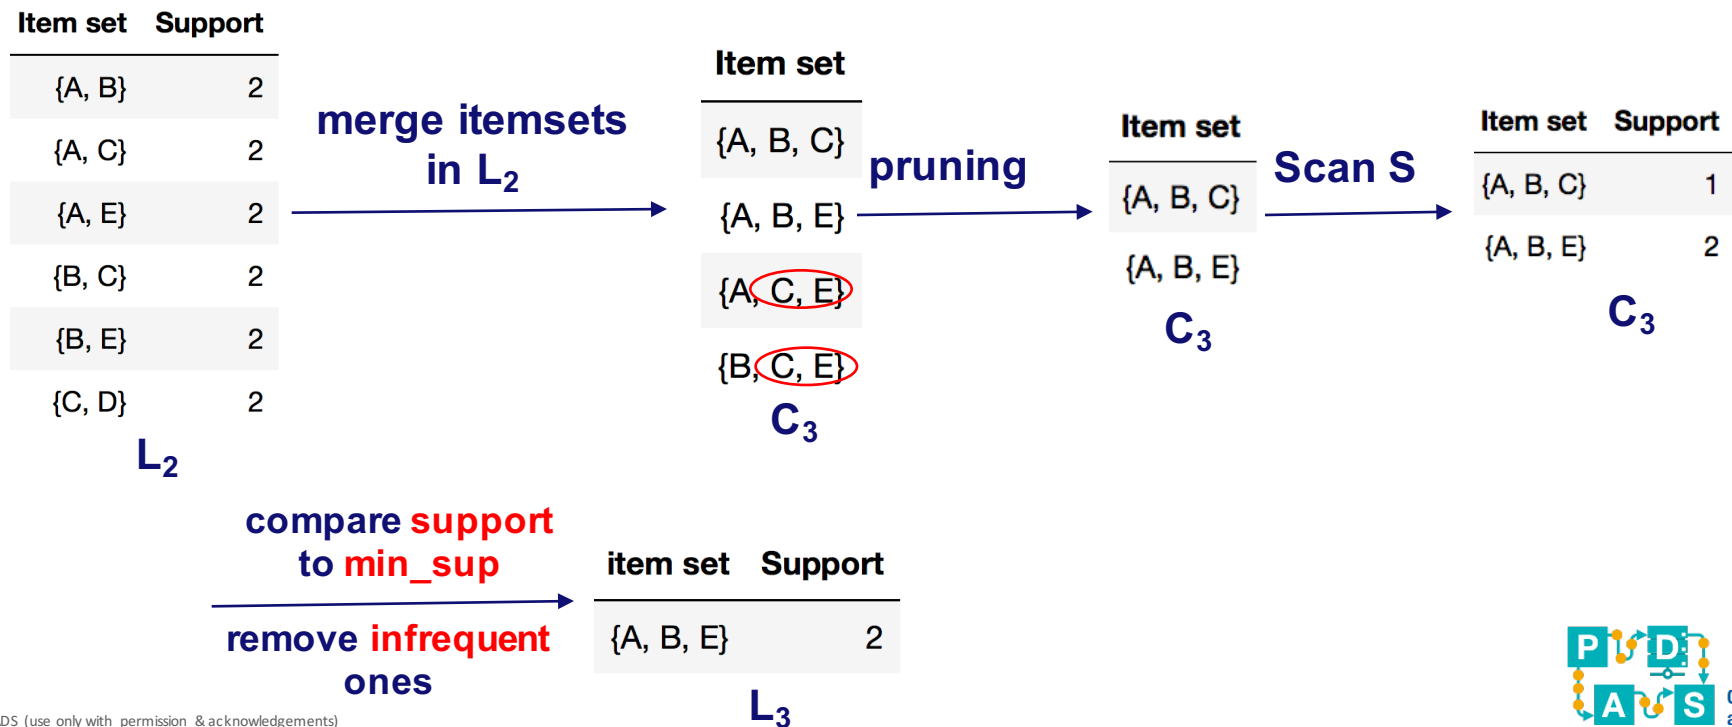 Item set Support
{A, B} 2
{A, C} 2
{A, E} 2
{B, C} 2
{B, E} 2
{C, D} 2
L2
merge itemsets
in L2
Item set
{A, B, C}
{A, B, E}
{A, C, E}
{B, C, E}
C3
pruning
Item set
{A, B, C}
{A, B, E}
C3
Scan S
Item set Support
{A, B, C} 1
{A, B, E} 2
C3
compare support
to min_sup
remove infrequent
ones
item set Support
{A, B, E} 2
L3
P D
A S
ADS (use only with permission & acknowledgements)